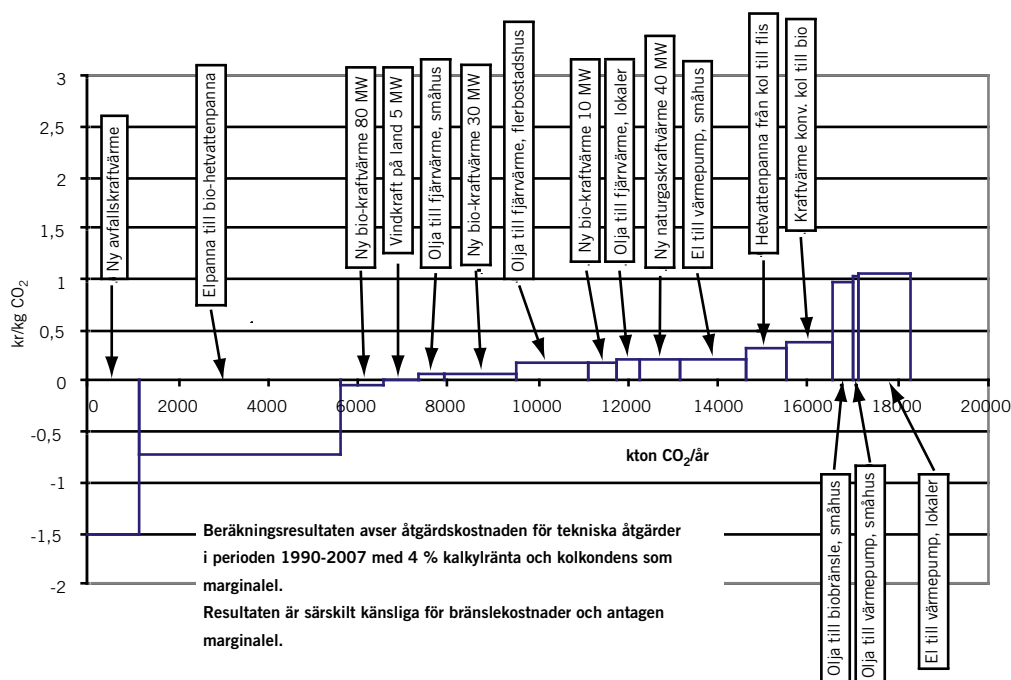 Ny avfallskraftvärme
Elpanna till bio-hetvattenpanna
Ny bio-kraftvärme 80 MW
Vindkraft på land 5 MW
Olja till fjärrvärme, småhus
Ny bio-kraftvärme 30 MW
Olja till fjärrvärme, flerbostadshus
Ny bio-kraftvärme 10 MW
Olja till fjärrvärme, lokaler
Ny naturgaskraftvärme 40 MW
El till värmepump, småhus
Hetvattenpanna från kol till flis
Kraftvärme konv. kol till bio
3
2,5
2
1,5
1
0,5
0
-0,5
-1
-1,5
-2
kr/kg CO2
0 2000 4000 6000 8000 10000 12000 14000 16000 18000 20000
kton CO2/år
Olja till biobränsle, småhus
Olja till värmepump, småhus
El till värmepump, lokaler
Beräkningsresultaten avser åtgärdskostnaden för tekniska åtgärder
i perioden 1990-2007 med 4 % kalkylränta och kolkondens som
marginalel.
Resultaten är särskilt känsliga för bränslekostnader och antagen
marginalel.